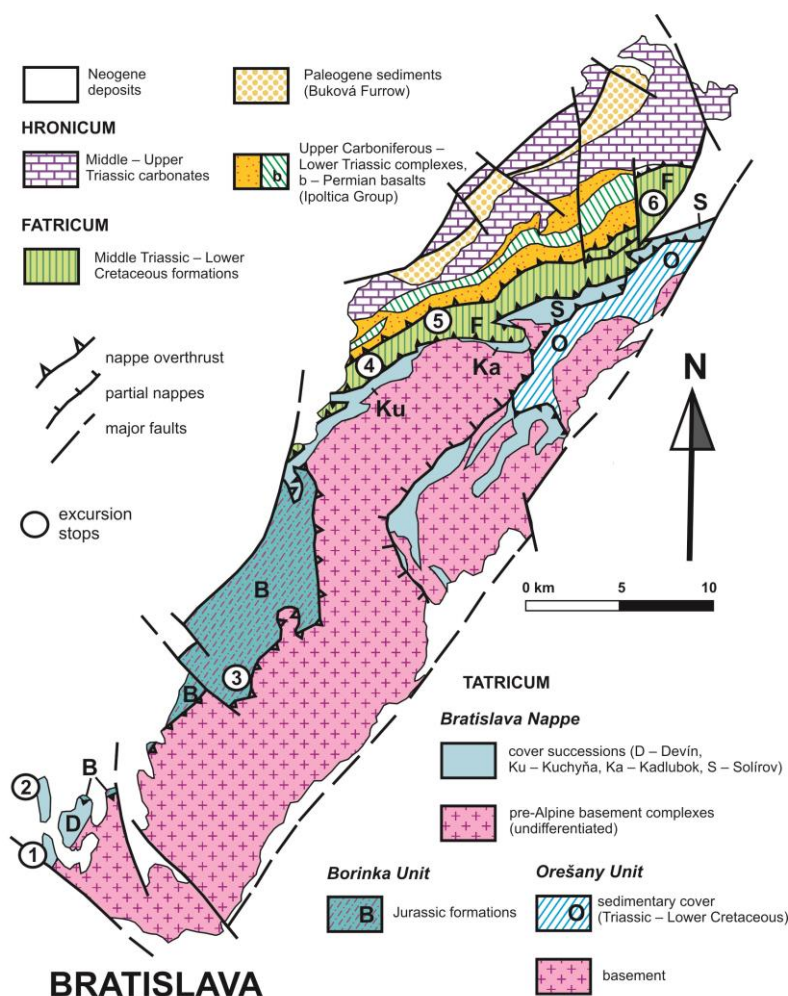 Neogene
deposits
Paleogene sediments
(Buková Furrow)
HRONICUM
Middle – Upper
Triassic carbonates
b
Upper Carboniferous –
Lower Triassic complexes,
b – Permian basalts
(Ipoltica Group)
FATRICUM
Middle Triassic – Lower
Cretaceous formations
nappe overthrust
partial nappes
major faults
excursion
stops
F
6
S
O
5
F
S
4
O
Ka
Ku
N
0 km 5 10
B
3
B
B
2
D
1
TATRICUM
Bratislava Nappe
cover successions (D – Devín,
Ku – Kuchyňa, Ka – Kadlubok, S – Solírov)
pre-Alpine basement complexes
(undifferentiated)
Borinka Unit
B
Jurassic formations
Orešany Unit
O
sedimentary cover
(Triassic – Lower Cretaceous)
basement
BRATISLAVA